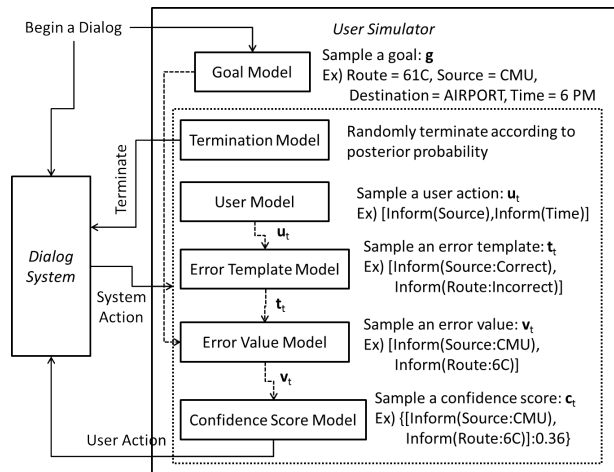 Begin a Dialog
User Simulator
Goal Model
Sample a goal: g
Ex) Route = 61C, Source = CMU,
Destination = AIRPORT, Time = 6 PM
Termination Model
Randomly terminate according to
posterior probability
Terminate
User Model
Sample a user action: ut
Ex) [Inform(Source),Inform(Time)]
ut
Dialog
System
System
Action
Error Template Model
Sample an error template: tt
Ex) [Inform(Source:Correct),
Inform(Route:Incorrect)]
tt
Error Value Model
Sample an error value: vt
Ex) [Inform(Source:CMU),
Inform(Route:6C)]
vt
Confidence Score Model
Sample a confidence score: ct
Ex) {[Inform(Source:CMU),
Inform(Route:6C)]:0.36}
User Action